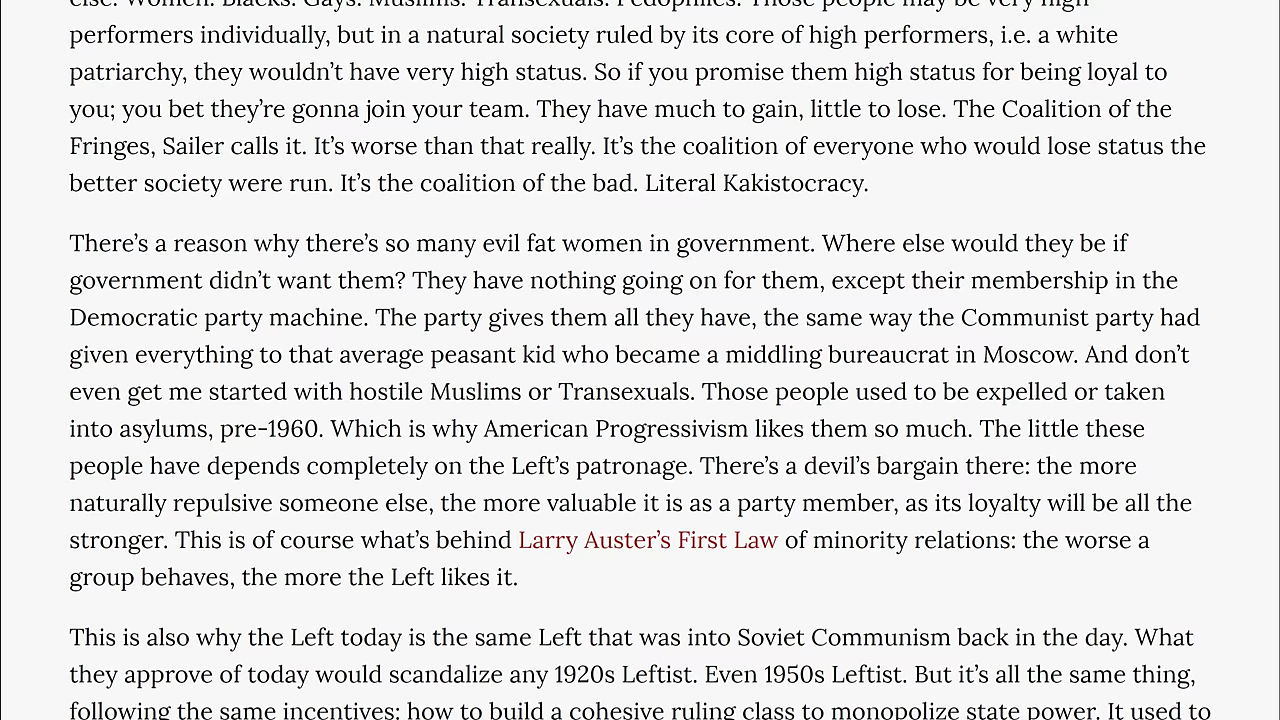 else. Women. Blacks. Gays. Muslims. Transexuals. Pedophiles. Those people may be very high
performers individually, but in a natural society ruled by its core of high performers, i.e. a white
patriarchy, they wouldn’t have very high status. So if you promise them high status for being loyal to
you; you bet they’re gonna join your team. They have much to gain, little to lose. The Coalition of the
Fringes, Sailer calls it. It’s worse than that really. It’s the coalition of everyone who would lose status the
better society were run. It’s the coalition of the bad. Literal Kakistocracy.
There’s a reason why there’s so many evil fat women in government. Where else would they be if
government didn’t want them? They have nothing going on for them, except their membership in the
Democratic party machine. The party gives them all they have, the same way the Communist party had
given everything to that average peasant kid who became a middling bureaucrat in Moscow. And don’t
even get me started with hostile Muslims or Transexuals. Those people used to be expelled or taken
into asylums, pre-1960. Which is why American Progressivism likes them so much. The little these
people have depends completely on the Left’s patronage. There’s a devil’s bargain there: the more
naturally repulsive someone else, the more valuable it is as a party member, as its loyalty will be all the
stronger. This is of course what’s behind Larry Auster’s First Law of minority relations: the worse a
group behaves, the more the Left likes it.
This is also why the Left today is the same Left that was into Soviet Communism back in the day. What
they approve of today would scandalize any 1920s Leftist. Even 1950s Leftist. But it’s all the same thing,
following the same incentives: how to build a cohesive ruling class to monopolize state power. It used to